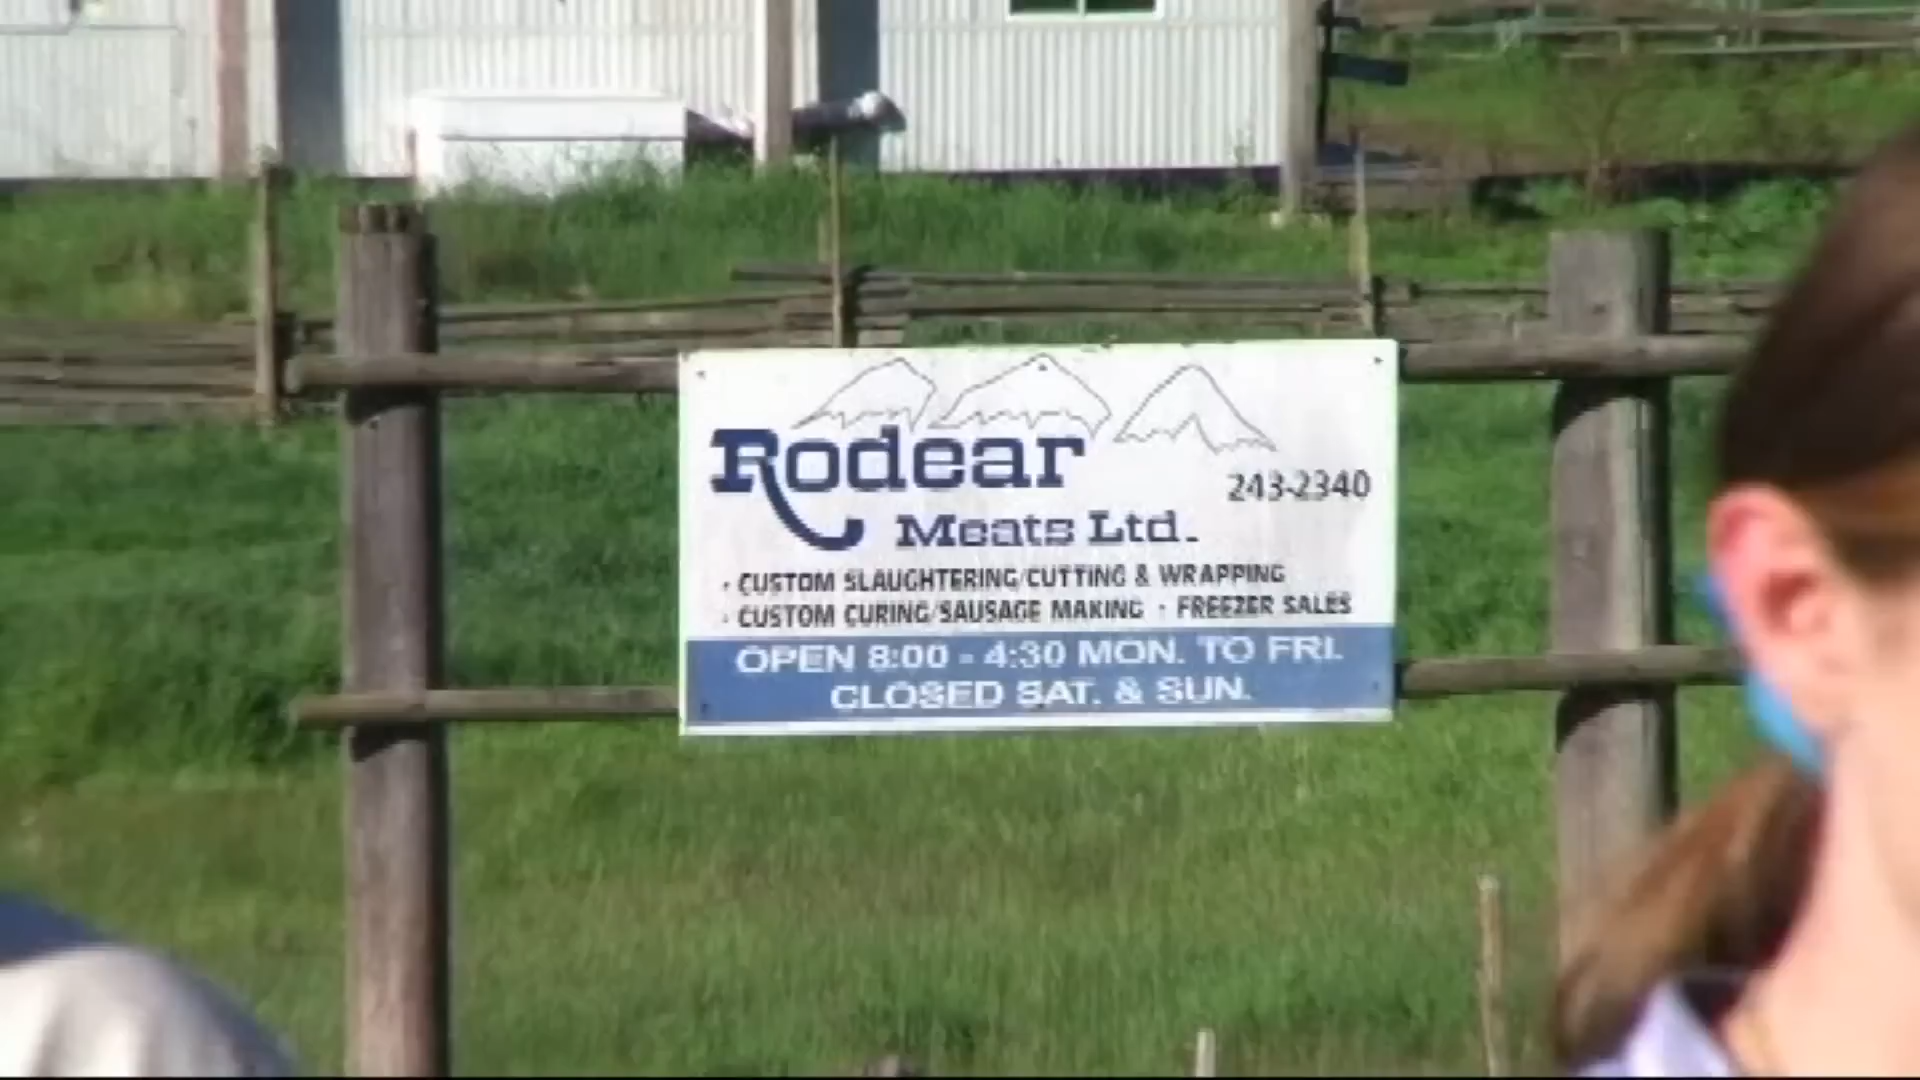 Rodear
243-2340
Meats Ltd.
• CUSTOM SLAUGHTERING/CUTTING & WRAPPING
• CUSTOM CURING/SAUSAGE MAKING • FREEZER SALES
OPEN 8:00 - 4:30 MON. TO FRI.
CLOSED SAT. & SUN.